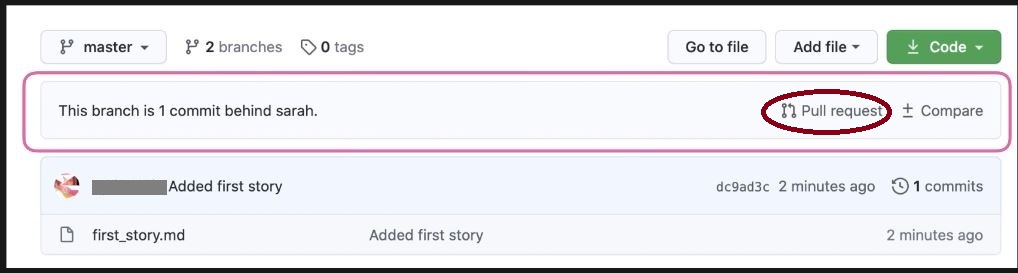 master 2 branches 0 tags Go to file Add file Code
This branch is 1 commit behind sarah. Pull request Compare
Added first story dc9ad3c 2 minutes ago 1 commits
first_story.md Added first story 2 minutes ago